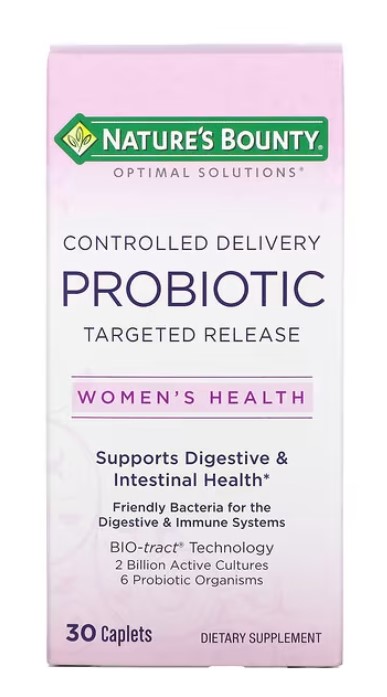 NATURE'S BOUNTY®
OPTIMAL SOLUTIONS®
CONTROLLED DELIVERY
PROBIOTIC
TARGETED RELEASE
WOMEN'S HEALTH
Supports Digestive &
Intestinal Health*
Friendly Bacteria for the
Digestive & Immune Systems
BIO-tract® Technology
2 Billion Active Cultures
6 Probiotic Organisms
30 Caplets DIETARY SUPPLEMENT